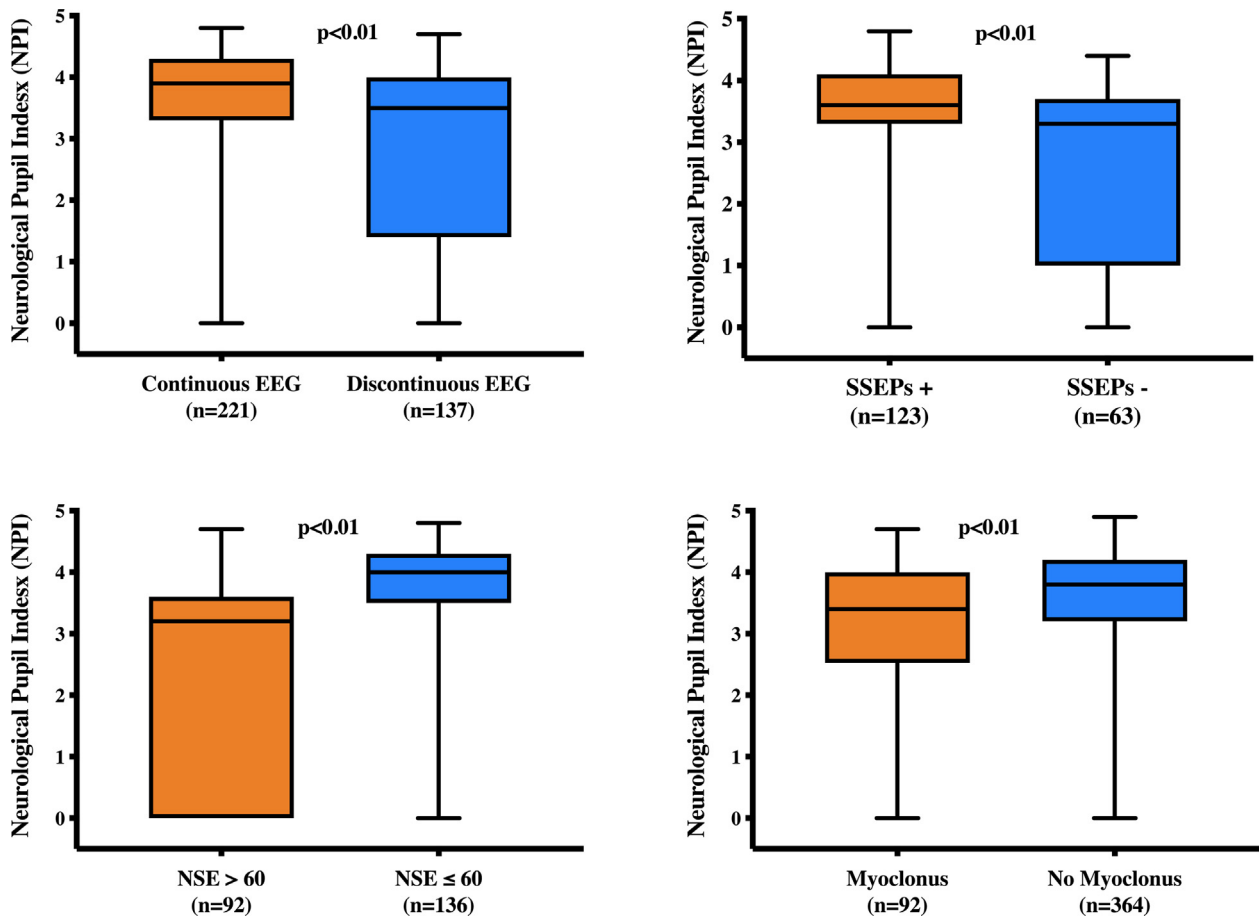 Neurological Pupil Indesx (NPI)
5
4
3
2
1
0
p<0.01
Continuous EEG
(n=221)
Discontinuous EEG
(n=137)
Neurological Pupil Indesx (NPI)
5
4
3
2
1
0
p<0.01
SSEPs +
(n=123)
SSEPs -
(n=63)
Neurological Pupil Indesx (NPI)
5
4
3
2
1
0
p<0.01
NSE > 60
(n=92)
NSE ≤ 60
(n=136)
Neurological Pupil Indesx (NPI)
5
4
3
2
1
0
p<0.01
Myoclonus
(n=92)
No Myoclonus
(n=364)